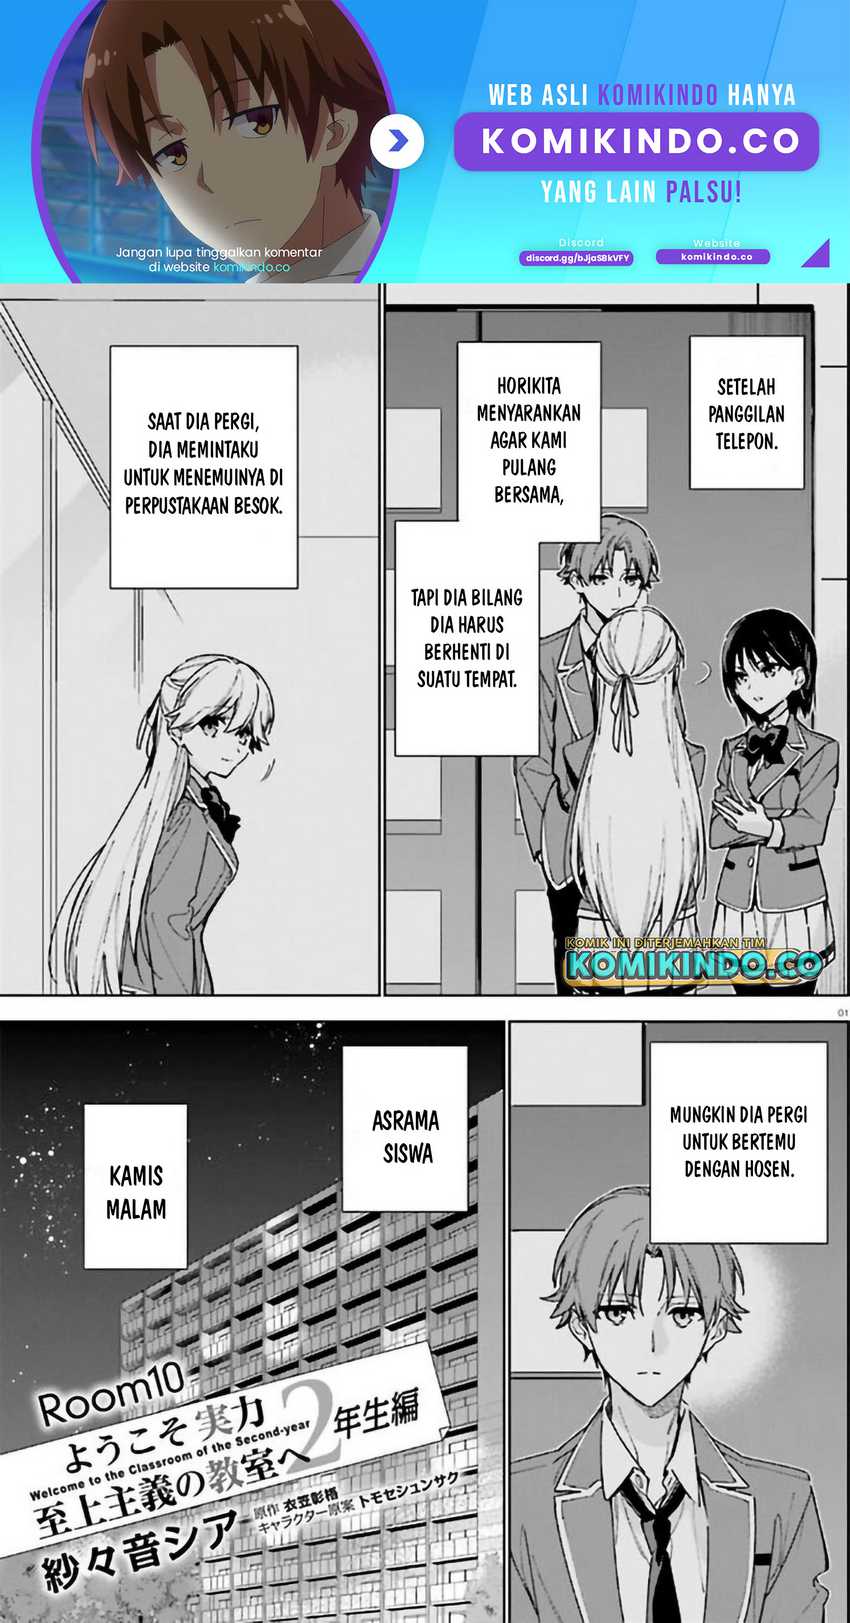 WEB ASLI KOMIKINDO HANYA
KOMIKINDO.CO
YANG LAIN PALSU!
Jangan lupa tinggalkan komentar
di website komikindo.co
Discord
discord.gg/bJjaSBkVFY
Website
komikindo.co
SETELAH
PANGGILAN
TELEPON.
HORIKITA
MENYARANKAN
AGAR KAMI
PULANG
BERSAMA,
TAPI DIA BILANG
DIA HARUS
BERHENTI DI
SUATU TEMPAT.
SAAT DIA PERGI,
DIA MEMINTAKU
UNTUK MENEMUINYA DI
PERPUSTAKAAN BESOK.
KOMIK INI DITERJEMAHKAN TIM
KOMIKINDO.CO
01
MUNGKIN DIA PERGI
UNTUK BERTEMU
DENGAN HOSEN.
ASRAMA
SISWA
KAMIS
MALAM
Room10
ようこそ実力
Welcome to the Classroom of the Second-year
至上主義の教室へ
2年生編
紗々音シア
原作 衣笠彰梧
キャラクター原案 トモセシュンサク